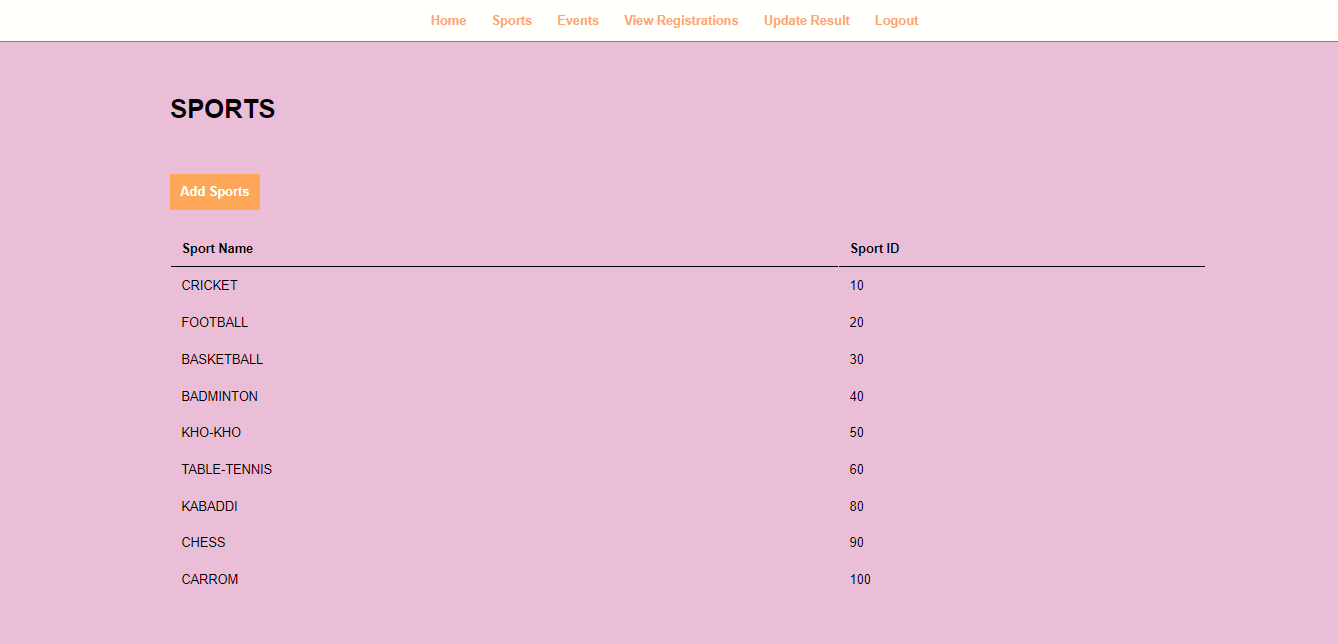 Home Sports Events View Registrations Update Result Logout
SPORTS
Add Sports
Sport Name Sport ID
CRICKET 10
FOOTBALL 20
BASKETBALL 30
BADMINTON 40
KHO-KHO 50
TABLE-TENNIS 60
KABADDI 80
CHESS 90
CARROM 100